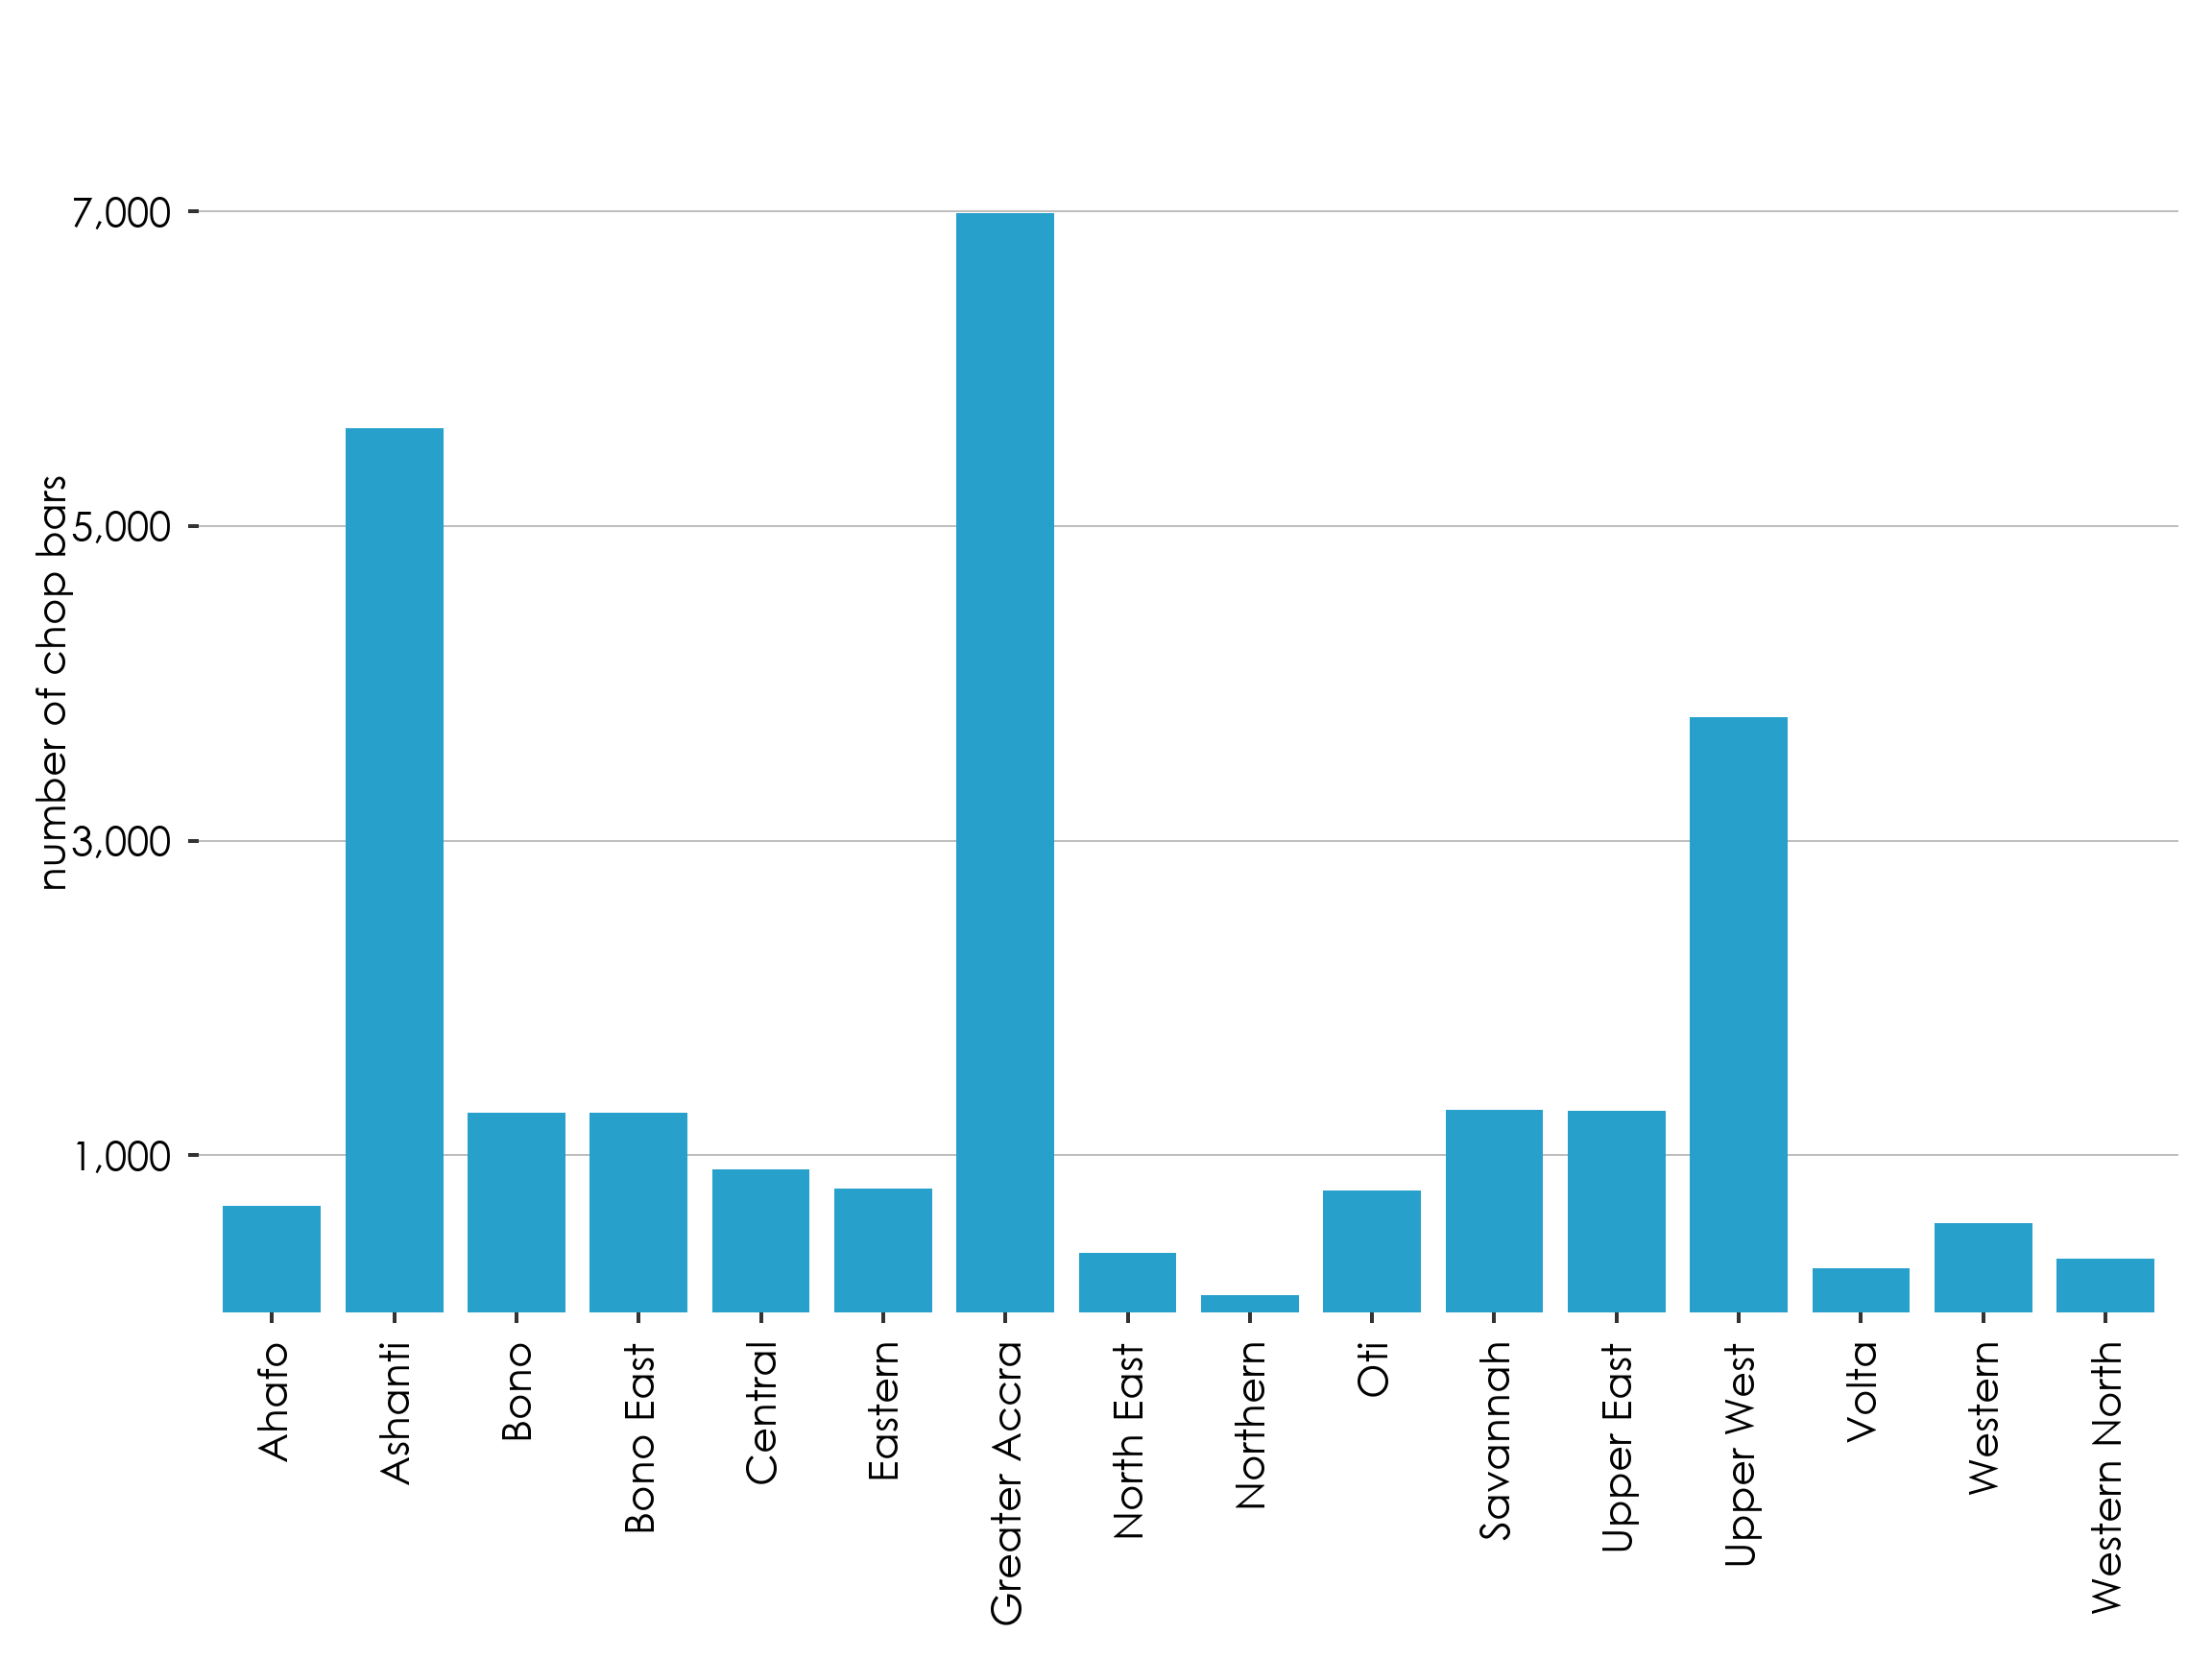 number of chop bars
7,000
5,000
3,000
1,000
Ahafo
Ashanti
Bono
Bono East
Central
Eastern
Greater Accra
North East
Northern
Oti
Savannah
Upper East
Upper West
Volta
Western
Western North